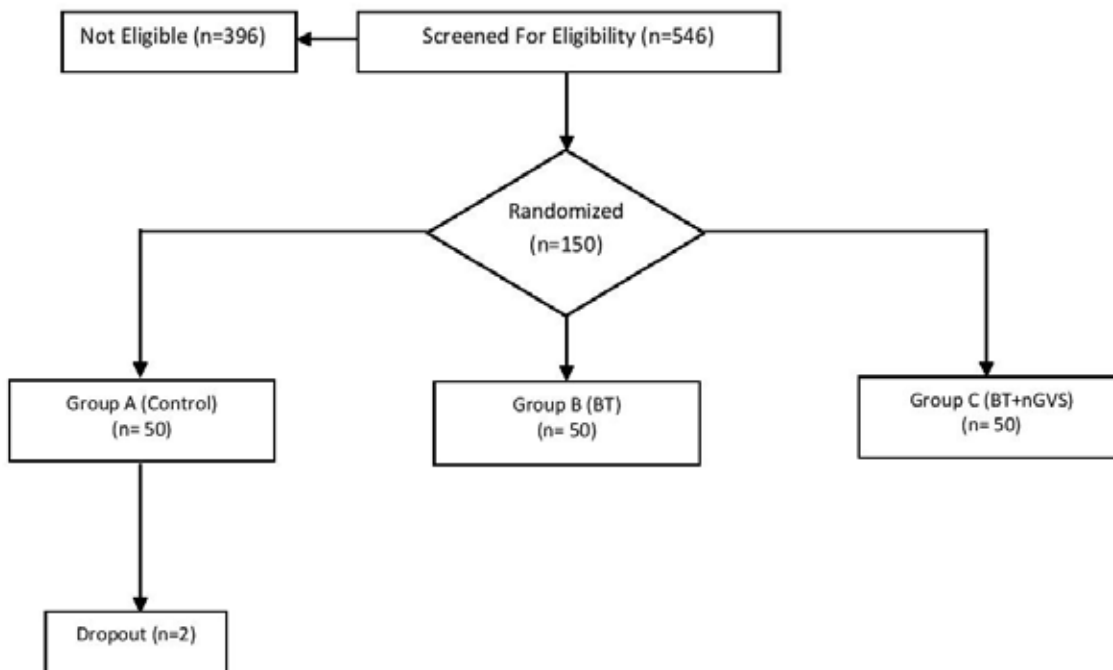 Not Eligible (n=396)
Screened For Eligibility (n=546)
Randomized
(n=150)
Group A (Control)
(n= 50)
Group B (BT)
(n= 50)
Group C (BT+nGVS)
(n= 50)
Dropout (n=2)